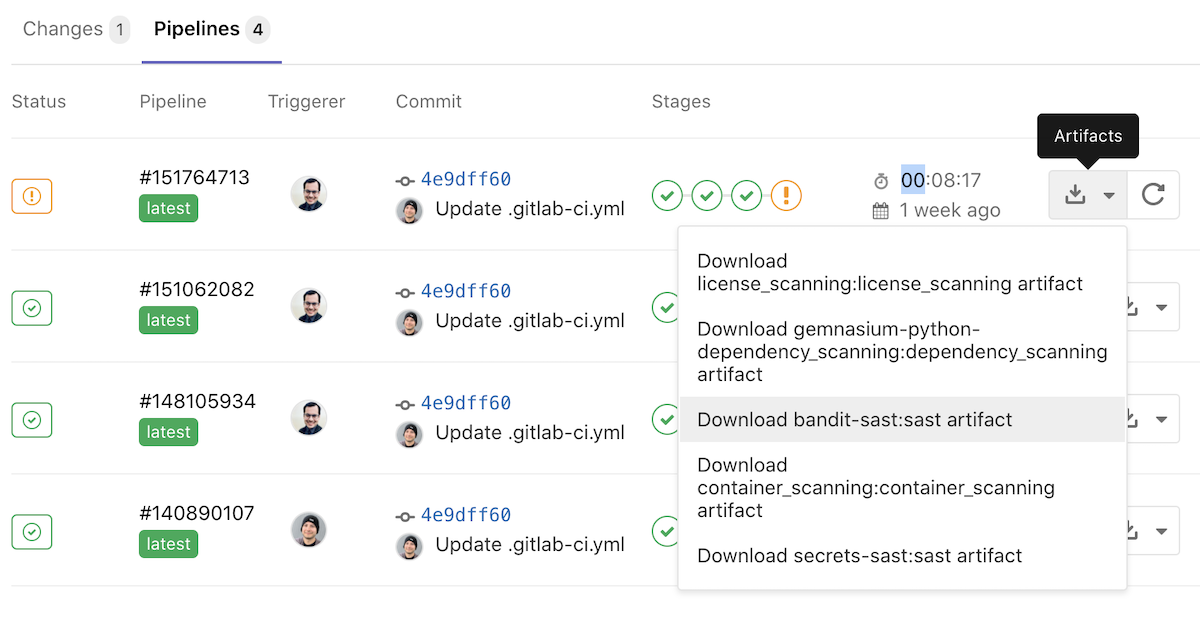 Changes 1 Pipelines 4
Status Pipeline Triggerer Commit Stages
Artifacts
#151764713 4e9dff60 00:08:17
latest Update .gitlab-ci.yml 1 week ago
Download
license_scanning:license_scanning artifact
#151062082 4e9dff60
latest Update .gitlab-ci.yml
Download gemnasium-python-
dependency_scanning:dependency_scanning
artifact
#148105934 4e9dff60
latest Update .gitlab-ci.yml
Download bandit-sast:sast artifact
Download
container_scanning:container_scanning
artifact
#140890107 4e9dff60
latest Update .gitlab-ci.yml
Download secrets-sast:sast artifact